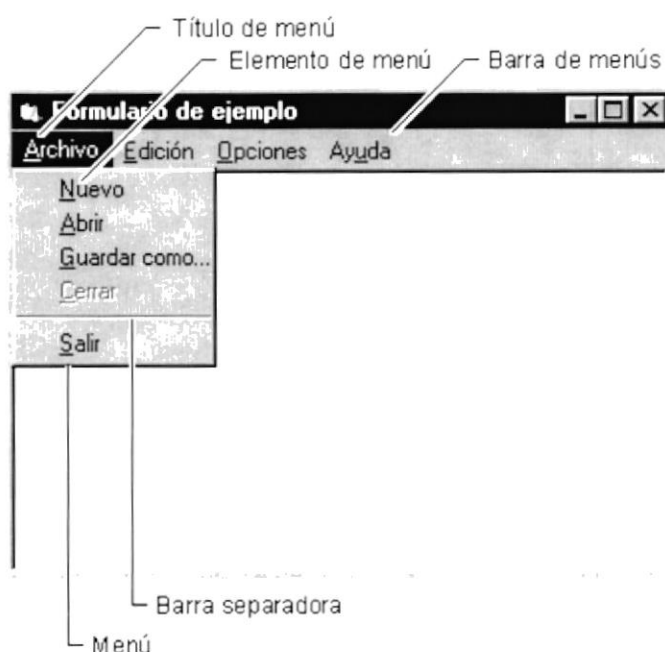 Título de menú
Elemento de menú
Barra de menús
Formulario de ejemplo
Archivo Edición Opciones Ayuda
Nuevo
Abrir
Guardar como...
Cerrar
Salir
Barra separadora
Menú